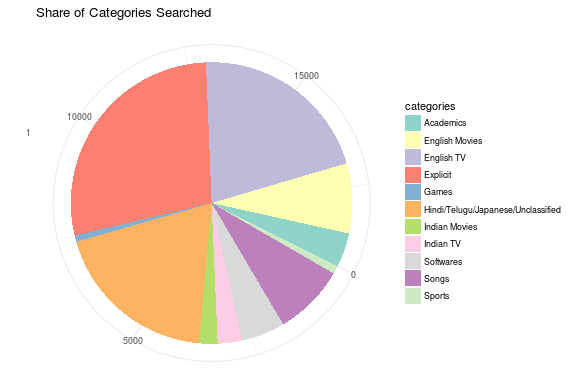 Share of Categories Searched
15000
10000
1
0
5000
categories
Academics
English Movies
English TV
Explicit
Games
Hindi/Telugu/Japanese/Unclassified
Indian Movies
Indian TV
Softwares
Songs
Sports